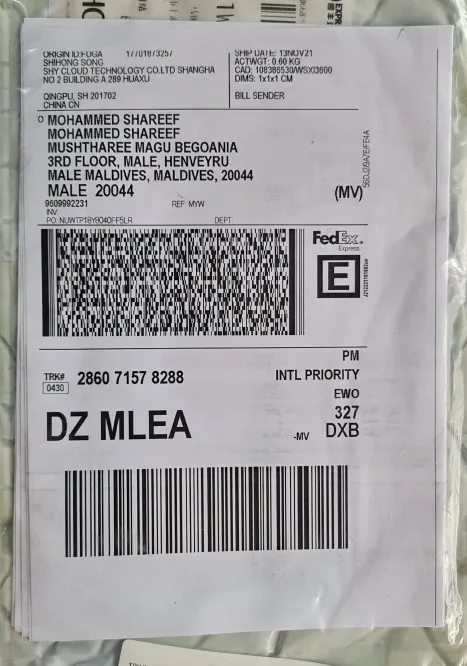 ORIGIN ID:FUGA 17701873257
SHIHONG SONG
SHY CLOUD TECHNOLOGY CO.LTD SHANGHA
NO 2 BUILDING A 289 HUAXU
QINGPU, SH 201702
CHINA CN
SHIP DATE: 13NOV21
ACTWGT: 0.60 KG
CAD: 108386530/WSXI3600
DIMS: 1x1x1 CM
BILL SENDER
MOHAMMED SHAREEF
MOHAMMED SHAREEF
MUSHTHAREE MAGU BEGOANIA
3RD FLOOR, MALE, HENVEYRU
MALE MALDIVES, MALDIVES, 20044
MALE 20044 (MV)
9609992231 REF: MYW
INV
PO: NUWTP18Y8040FF5LR DEPT:
FedEx
Express
E
PM
TRK# 2860 7157 8288 INTL PRIORITY
0430
EWO
327
DZ MLEA -MV DXB